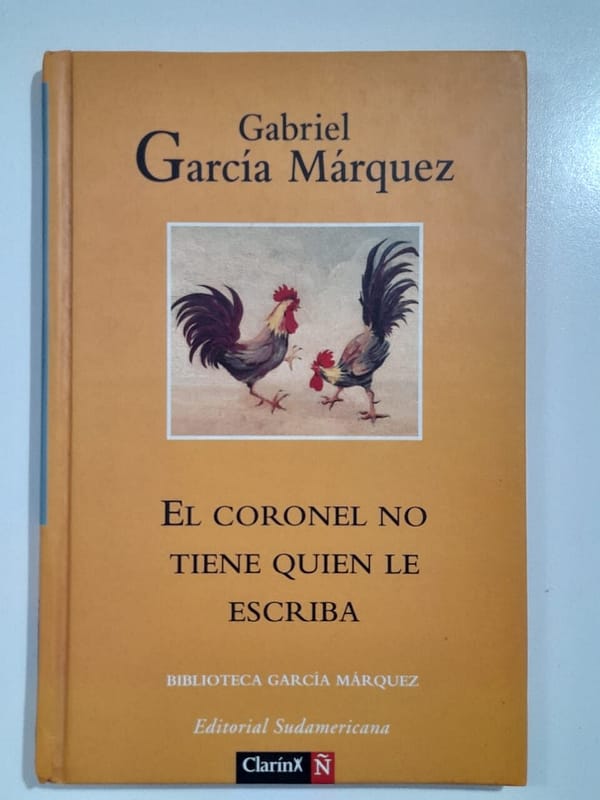 Gabriel
García Márquez
EL CORONEL NO
TIENE QUIEN LE
ESCRIBA
BIBLIOTECA GARCÍA MÁRQUEZ
Editorial Sudamericana
Clarín Ñ